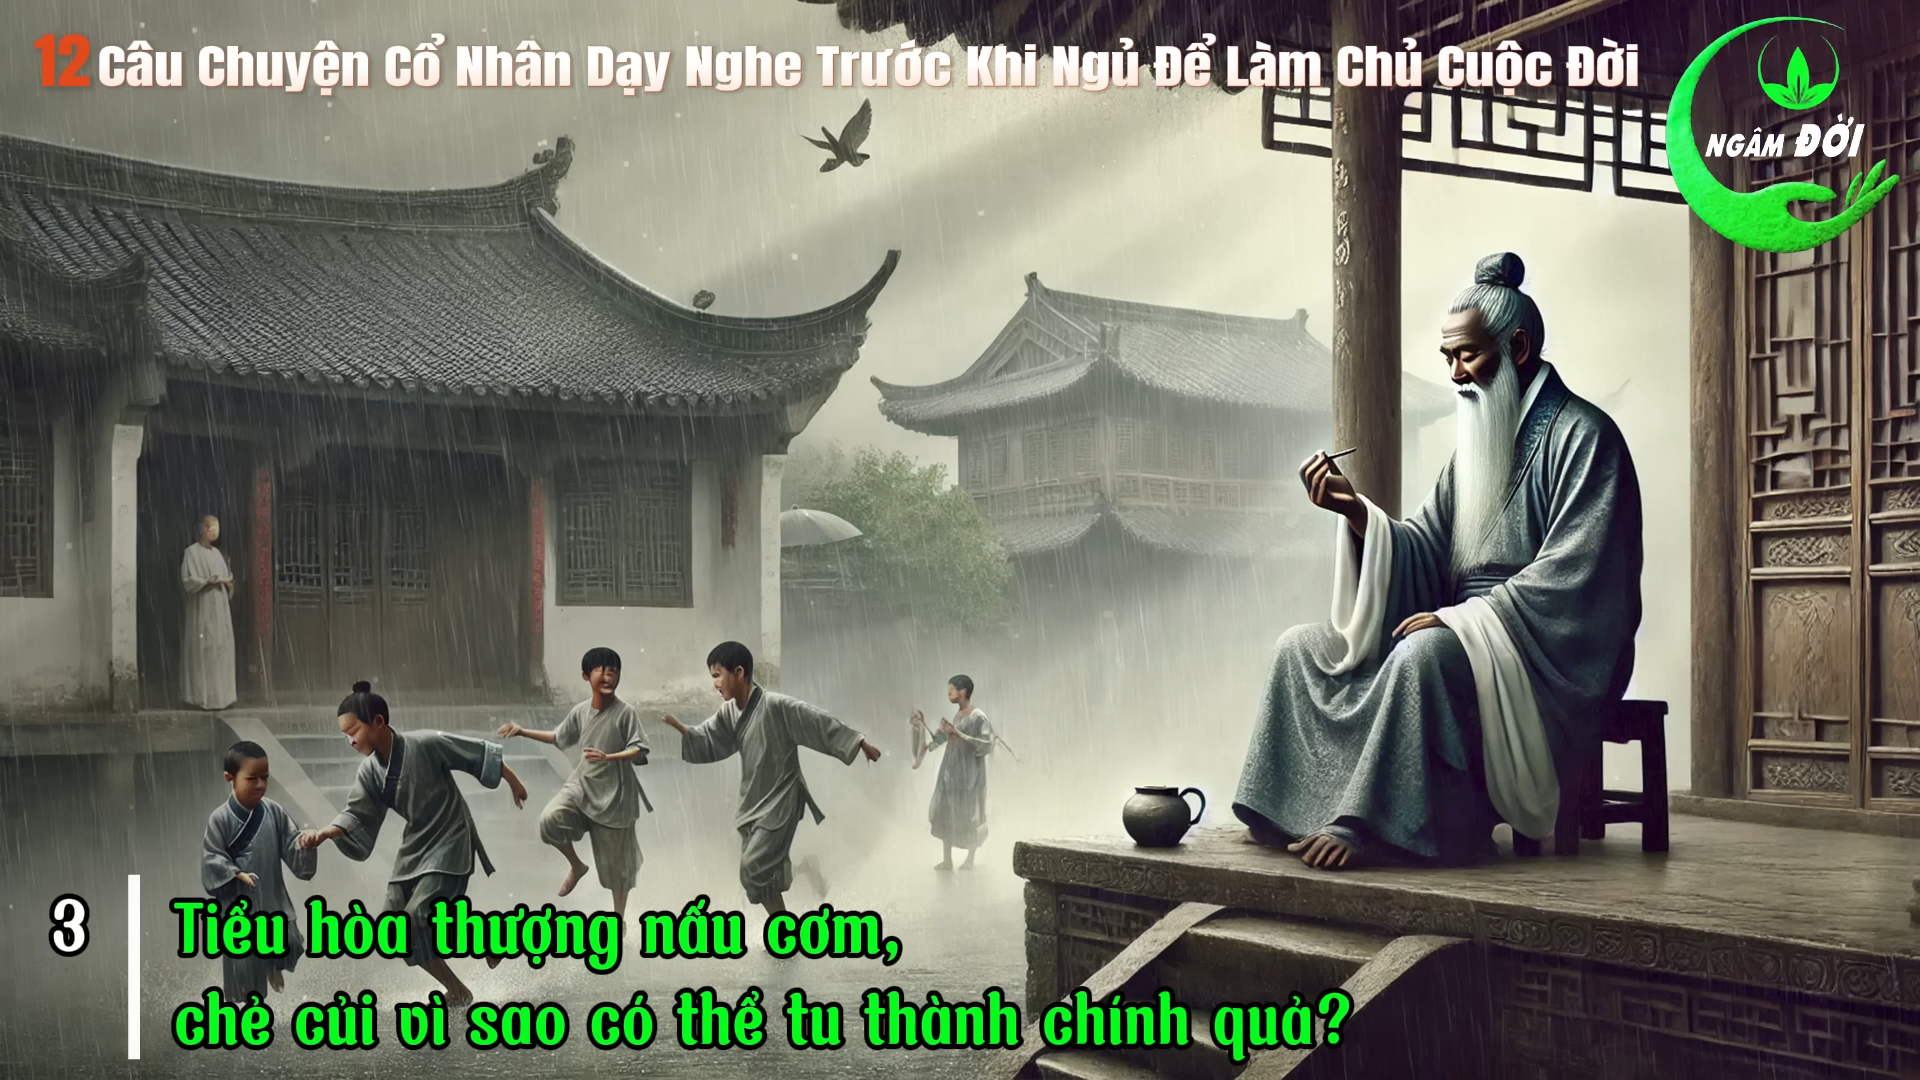 12 Câu Chuyện Cổ Nhân Dạy Nghe Trước Khi Ngủ Để Làm Chủ Cuộc Đời
NGÂM ĐỜI
3
Tiểu hòa thượng nấu cơm,
chẻ củi vì sao có thể tu thành chính quả?